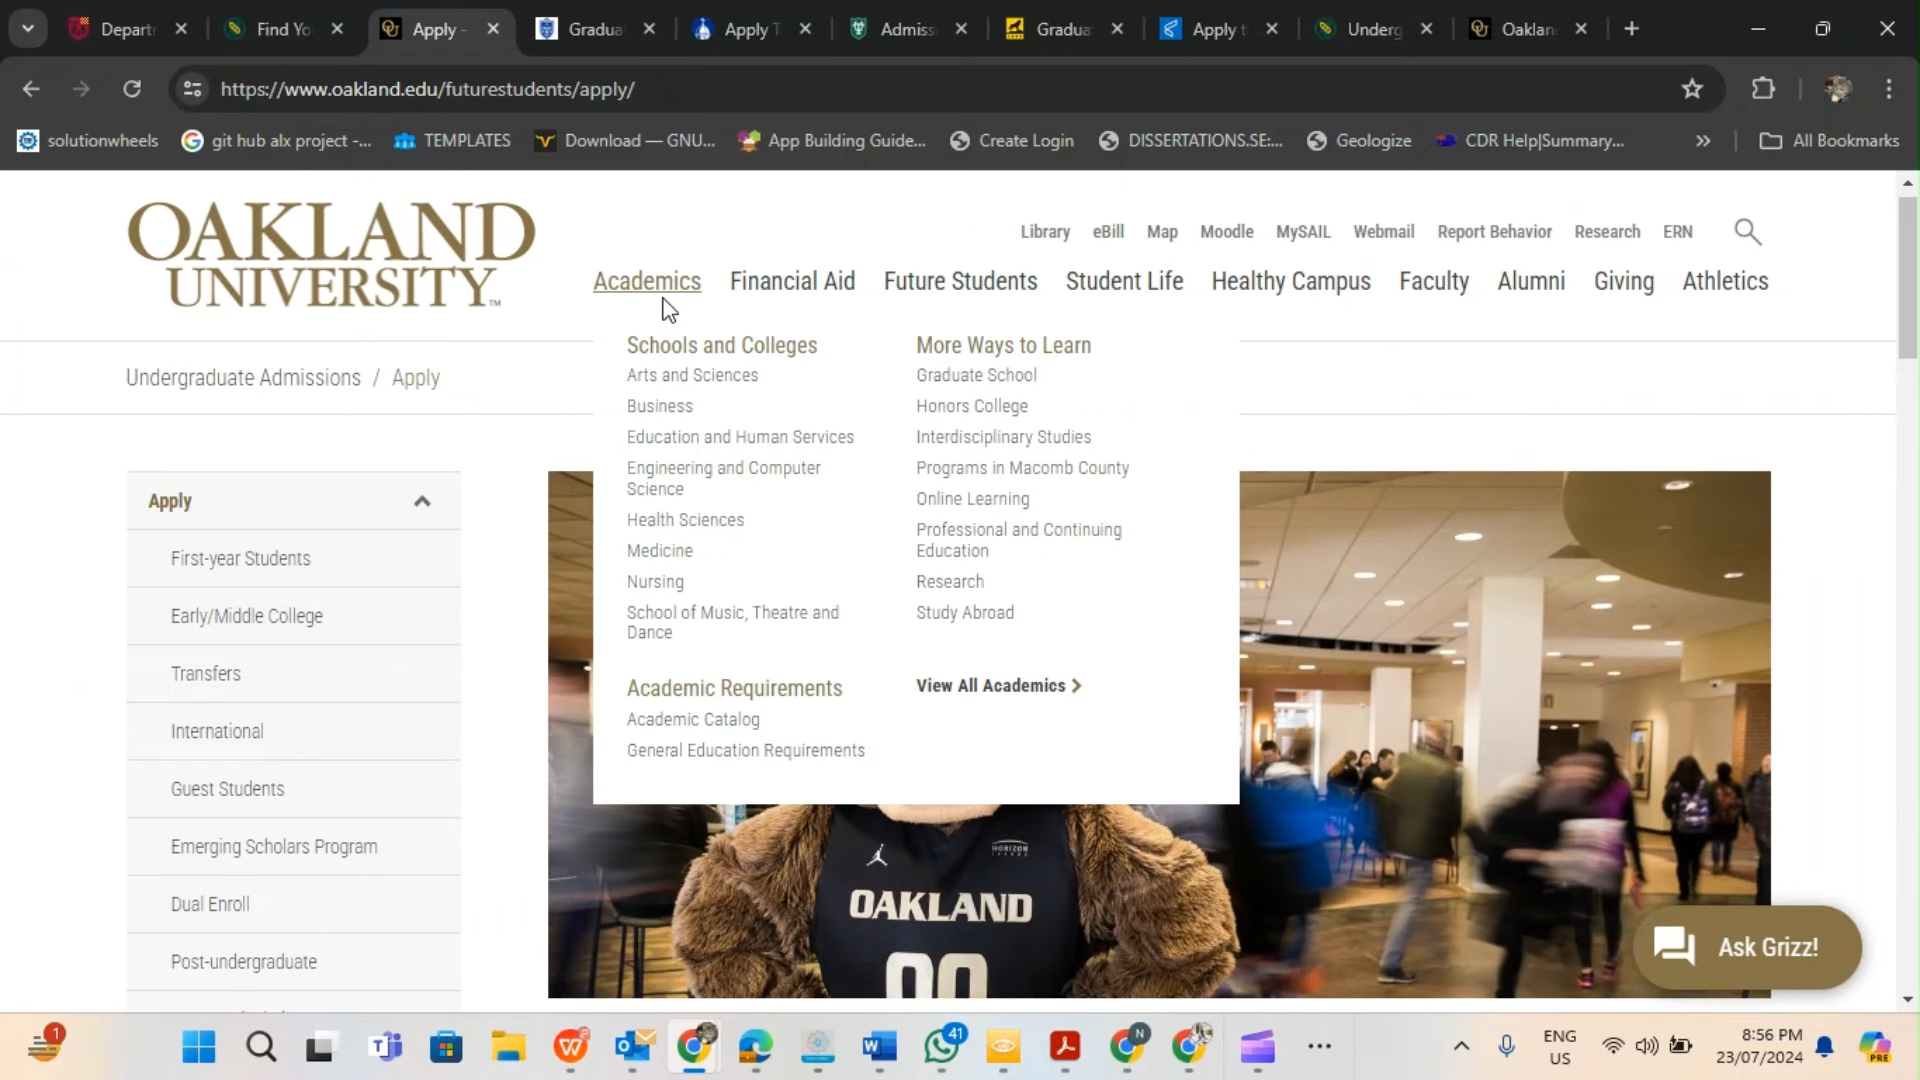 Depart
Find Yo
Apply -
Gradua
Apply T
Admiss
Gradua
Apply t
Underg
Oaklan
https://www.oakland.edu/futurestudents/apply/
solutionwheels
git hub alx project -...
TEMPLATES
Download — GNU...
App Building Guide...
Create Login
DISSERTATIONS.SE:...
Geologize
CDR Help|Summary...
»
All Bookmarks
OAKLAND
UNIVERSITY™
Library
eBill
Map
Moodle
MySAIL
Webmail
Report Behavior
Research
ERN
Academics
Financial Aid
Future Students
Student Life
Healthy Campus
Faculty
Alumni
Giving
Athletics
Undergraduate Admissions / Apply
Apply
First-year Students
Early/Middle College
Transfers
International
Guest Students
Emerging Scholars Program
Dual Enroll
Post-undergraduate
Schools and Colleges
Arts and Sciences
Business
Education and Human Services
Engineering and Computer
Science
Health Sciences
Medicine
Nursing
School of Music, Theatre and
Dance
Academic Requirements
Academic Catalog
General Education Requirements
More Ways to Learn
Graduate School
Honors College
Interdisciplinary Studies
Programs in Macomb County
Online Learning
Professional and Continuing
Education
Research
Study Abroad
View All Academics
HORIZON
LEAGUE
OAKLAND
00
Ask Grizz!
1
41
N
ENG
US
8:56 PM
23/07/2024
PRE